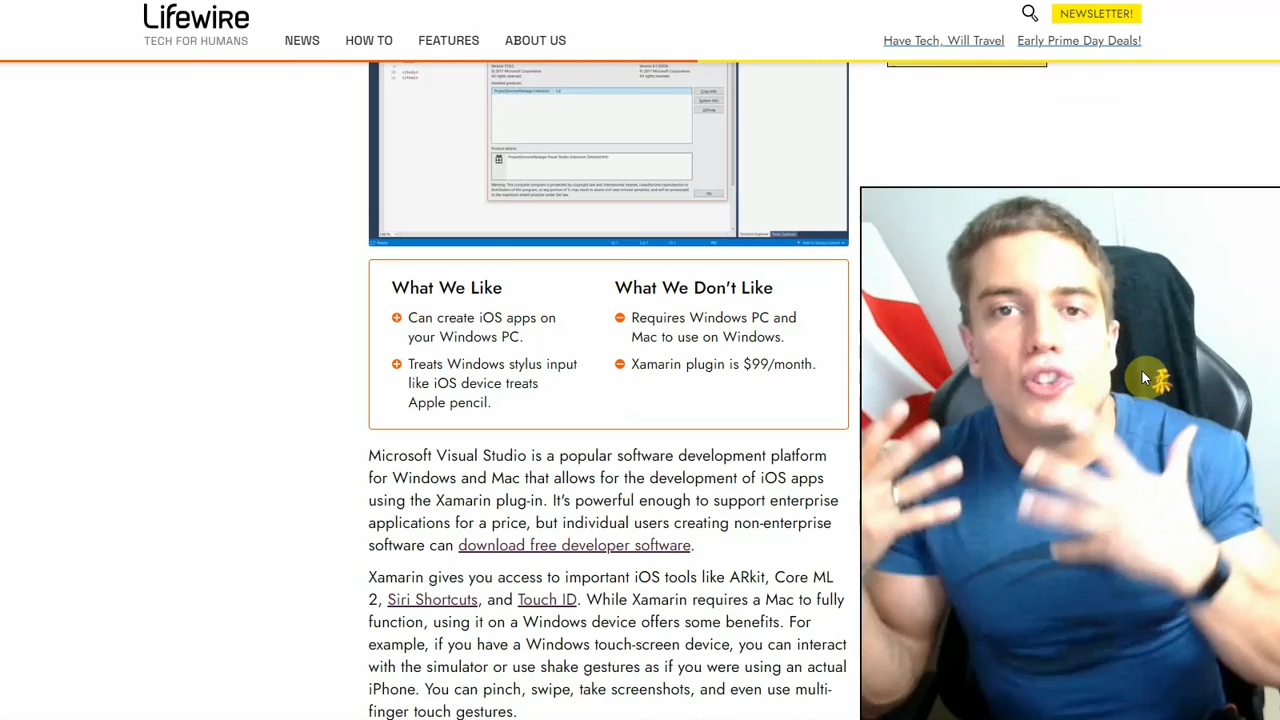 Lifewire
TECH FOR HUMANS
NEWS
HOW TO
FEATURES
ABOUT US
NEWSLETTER!
Have Tech, Will Travel
Early Prime Day Deals!
© 2017 Microsoft Corporation
All rights reserved.
Product details
OK
What We Like
Can create iOS apps on
your Windows PC.
Treats Windows stylus input
like iOS device treats
Apple pencil.
What We Don't Like
Requires Windows PC and
Mac to use on Windows.
Xamarin plugin is $99/month.
Microsoft Visual Studio is a popular software development platform
for Windows and Mac that allows for the development of iOS apps
using the Xamarin plug-in. It's powerful enough to support enterprise
applications for a price, but individual users creating non-enterprise
software can download free developer software.
Xamarin gives you access to important iOS tools like ARkit, Core ML
2, Siri Shortcuts, and Touch ID. While Xamarin requires a Mac to fully
function, using it on a Windows device offers some benefits. For
example, if you have a Windows touch-screen device, you can interact
with the simulator or use shake gestures as if you were using an actual
iPhone. You can pinch, swipe, take screenshots, and even use multi-
finger touch gestures.